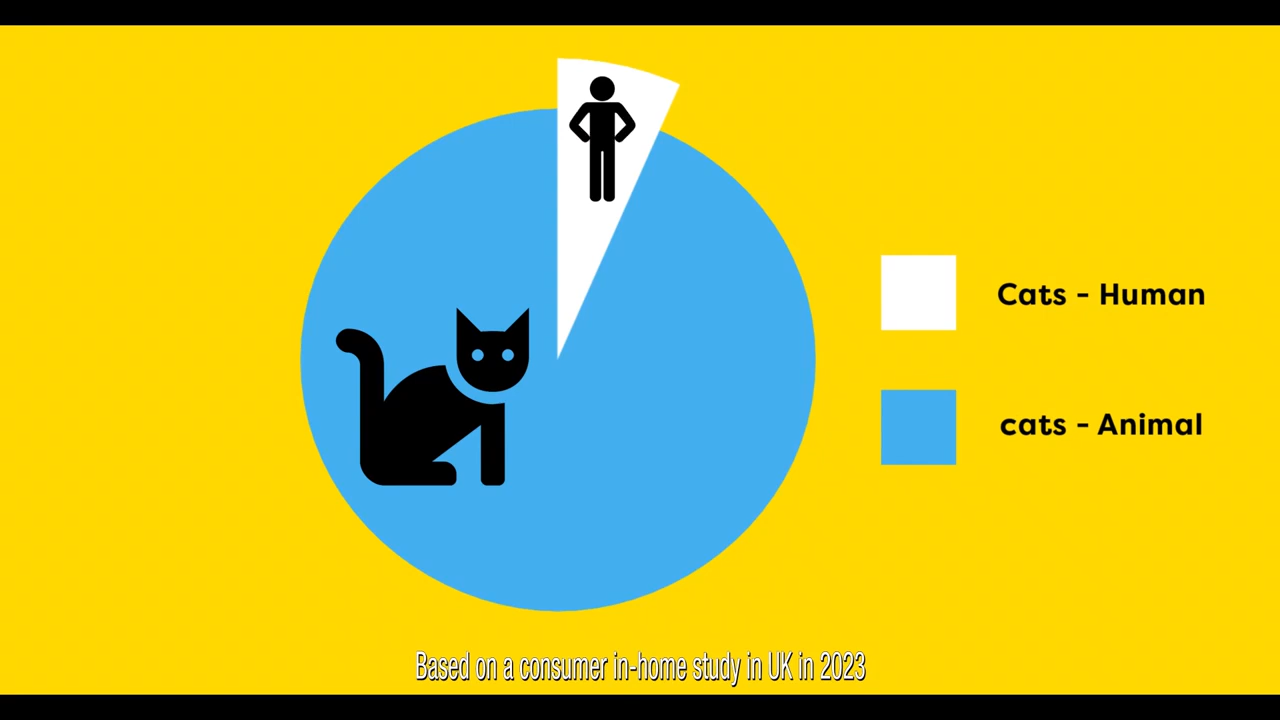 Cats - Human
cats - Animal
Based on a consumer in-home study in UK in 2023